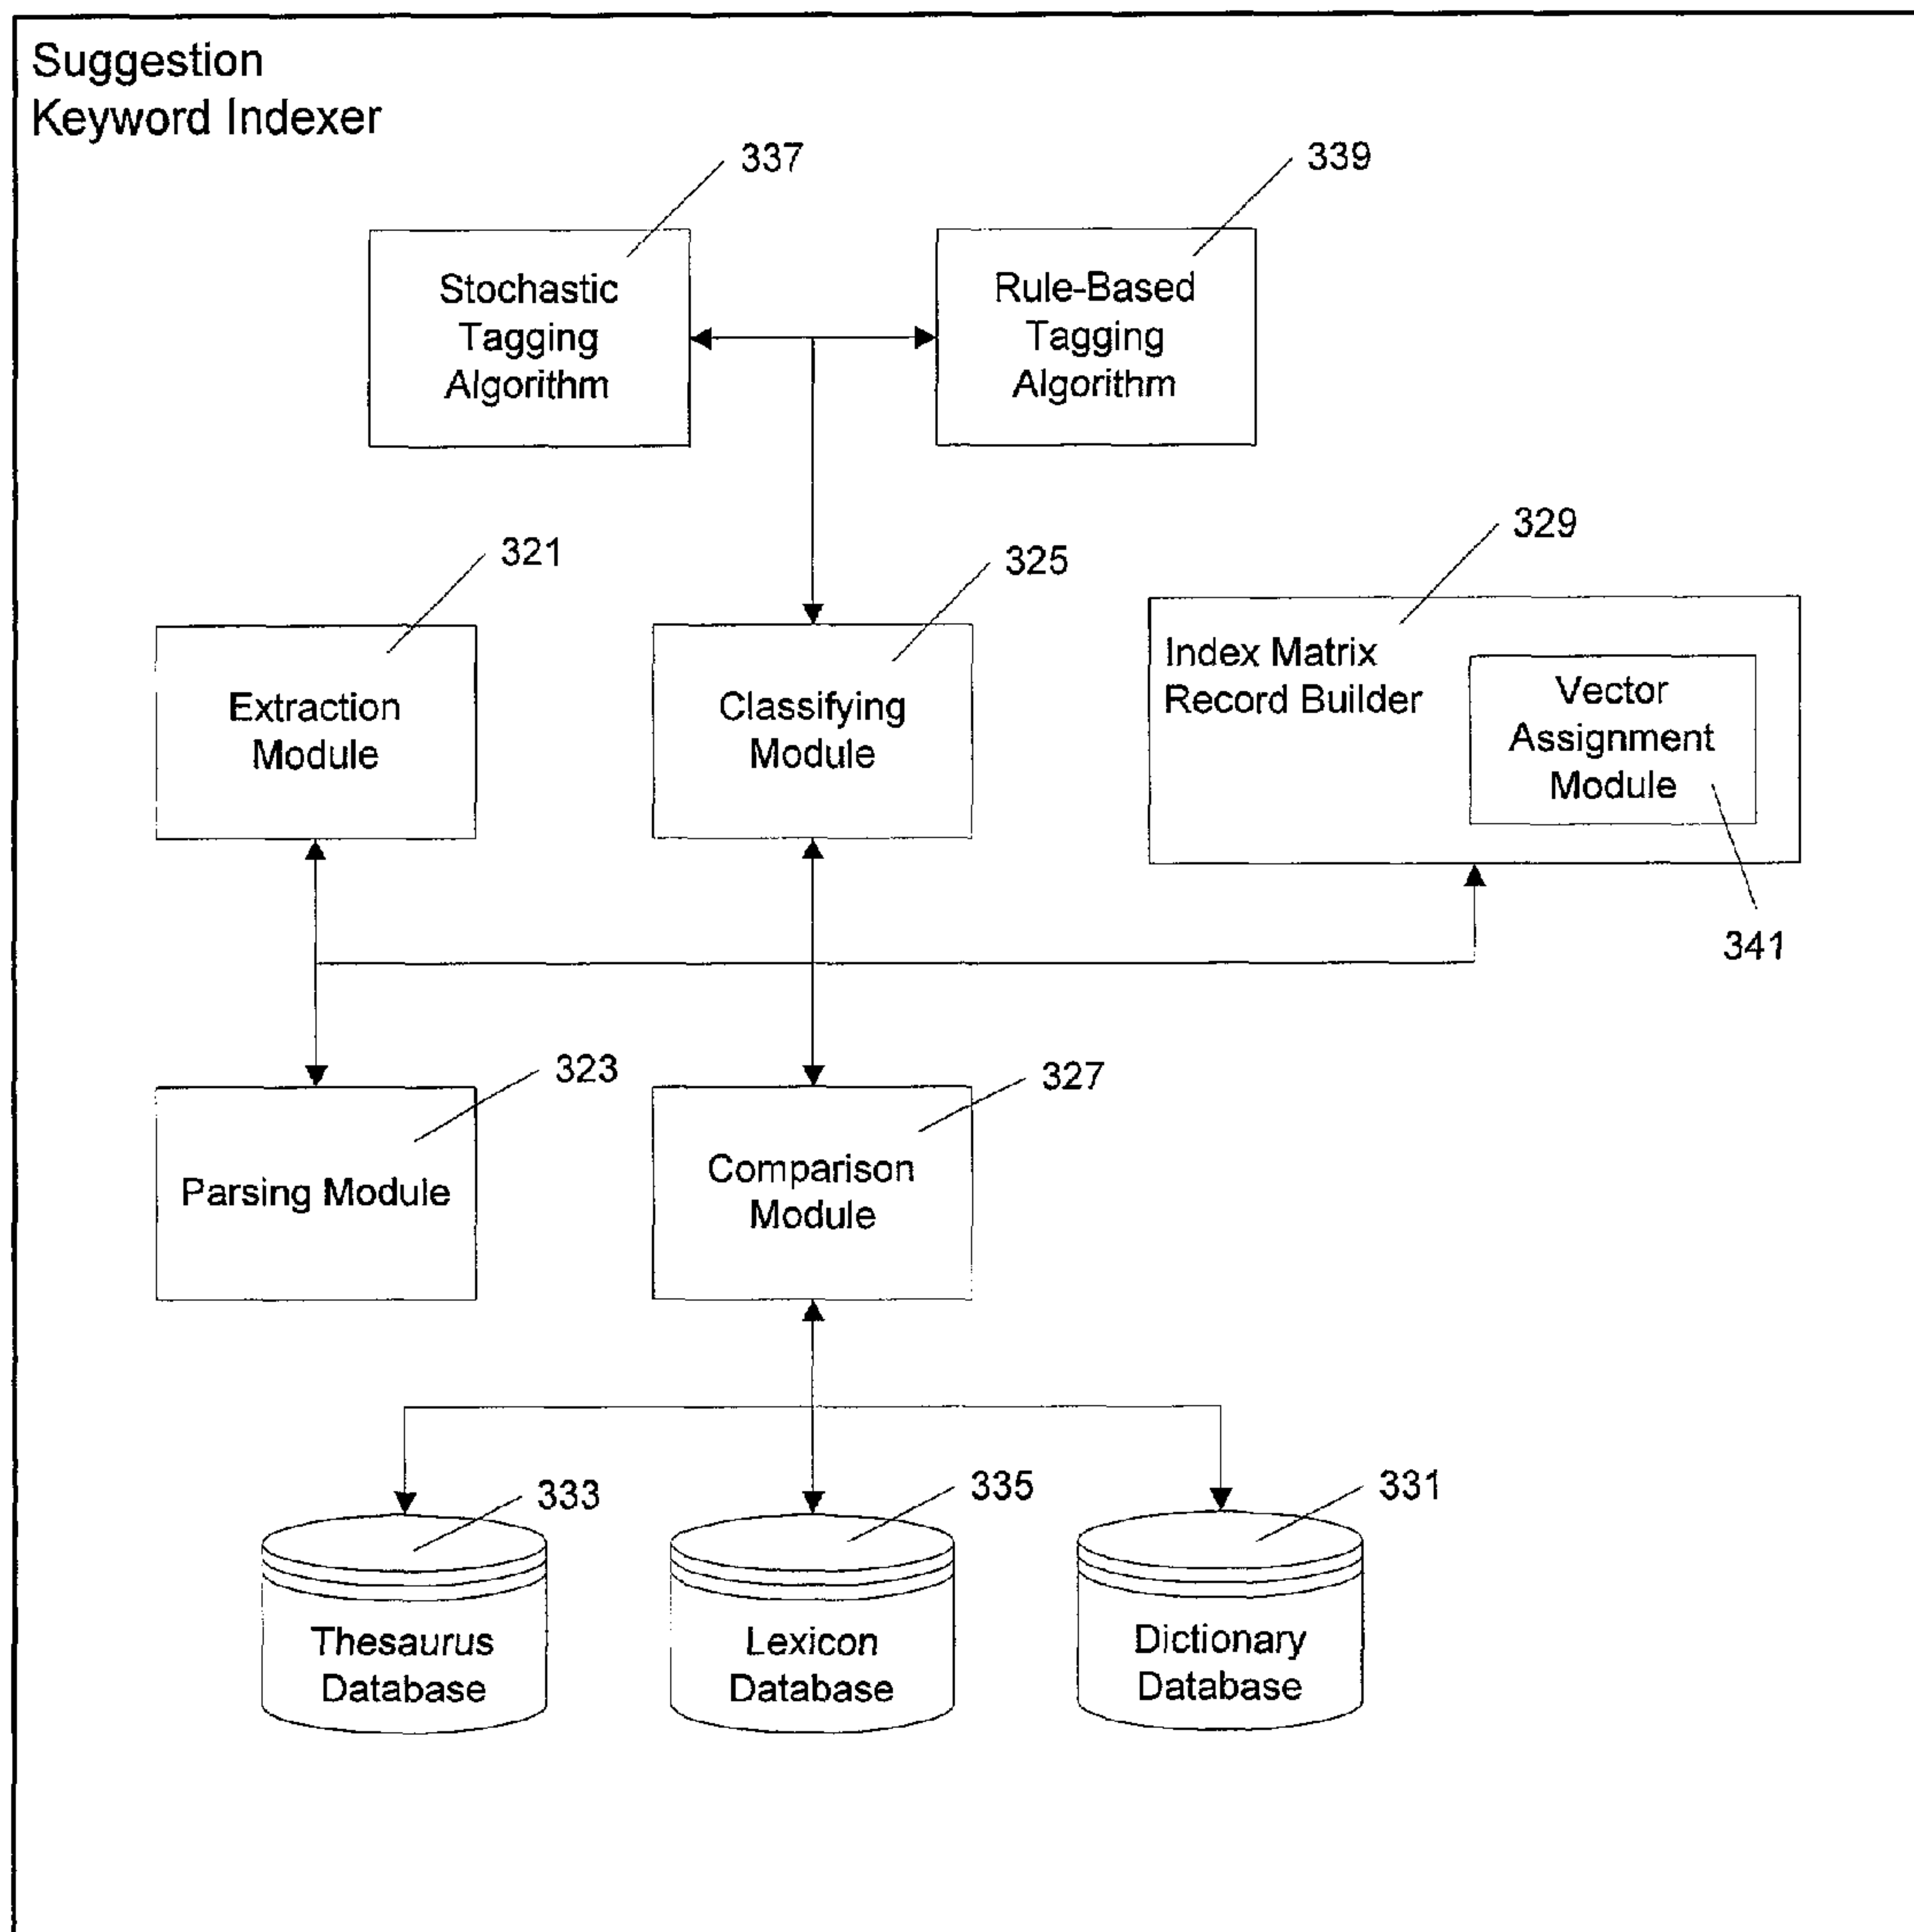 Suggestion
Keyword Indexer
337
339
Stochastic
Tagging
Algorithm
Rule-Based
Tagging
Algorithm
329
321
325
Extraction
Module
Classifying
Module
Index Matrix
Record Builder
Vector
Assignment
Module
341
323
327
Parsing Module
Comparison
Module
333
335
331
Thesaurus
Database
Lexicon
Database
Dictionary
Database